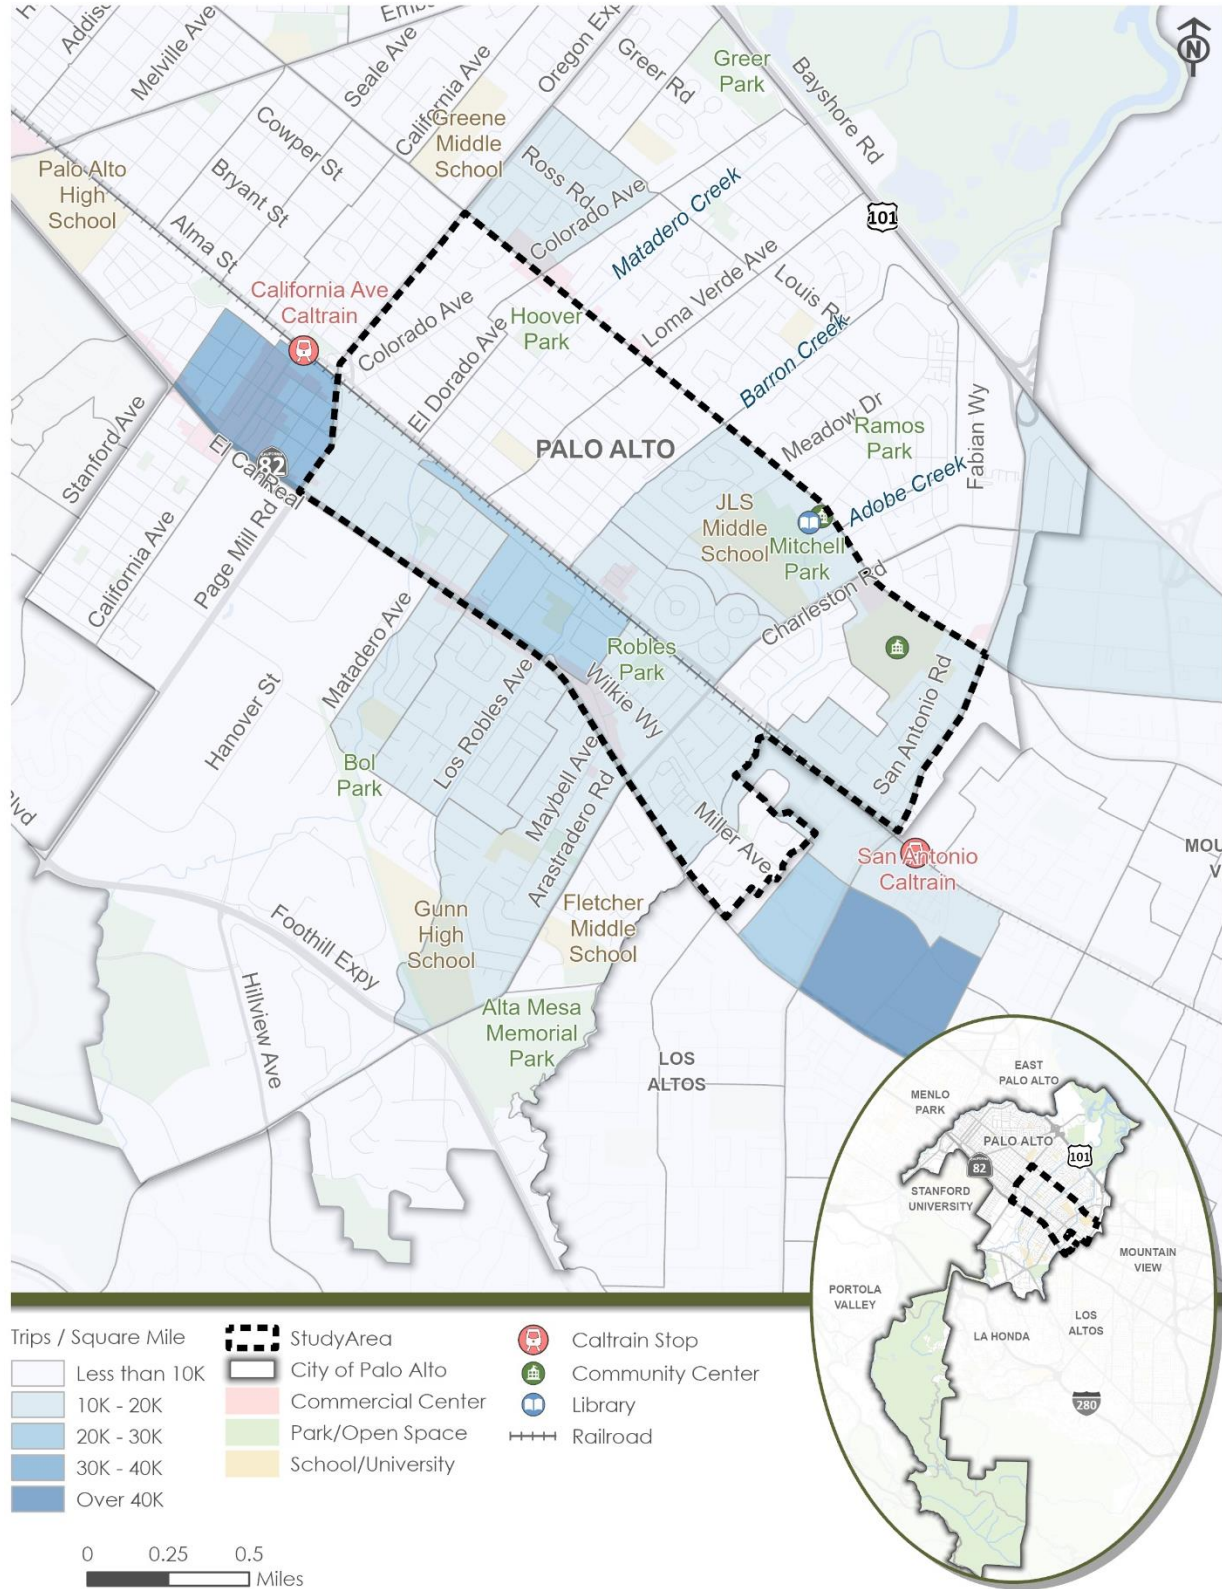 Addison
Melville Ave
Seale Ave
California Ave
Oregon Exp
Greer Rd
Greer
Park
Bayshore Rd
N
Cowper St
Greene
Middle
School
Palo Alto
High
School
Bryant St
Ross Rd
Colorado Ave
Matadero Creek
101
Alma St
California Ave
Caltrain
Colorado Ave
Hoover
Park
Loma Verde Ave
Louis R
El Dorado Ave
Barron Creek
Stanford Ave
82
El Cam
Real
PALO ALTO
Meadow Dr
Ramos
Park
Fabian Wy
California Ave
Page Mill Rd
JLS
Middle
School
Mitchell
Park
Adobe Creek
Charleston Rd
Matadero Ave
Robles
Park
Wilkie Wy
Hanover St
Los Robles Ave
San Antonio Rd
Bol
Park
Maybell Ave
Arastradero Rd
Miller Ave
San Antonio
Caltrain
Gunn
High
School
Fletcher
Middle
School
Foothill Expy
Hillview Ave
Alta Mesa
Memorial
Park
LOS
ALTOS
EAST
PALO ALTO
MENLO
PARK
PALO ALTO
101
82
STANFORD
UNIVERSITY
MOUNTAIN
VIEW
PORTOLA
VALLEY
LA HONDA
LOS
ALTOS
280
Trips / Square Mile
Less than 10K
10K - 20K
20K - 30K
30K - 40K
Over 40K
StudyArea
City of Palo Alto
Commercial Center
Park/Open Space
School/University
Caltrain Stop
Community Center
Library
Railroad
0 0.25 0.5
Miles